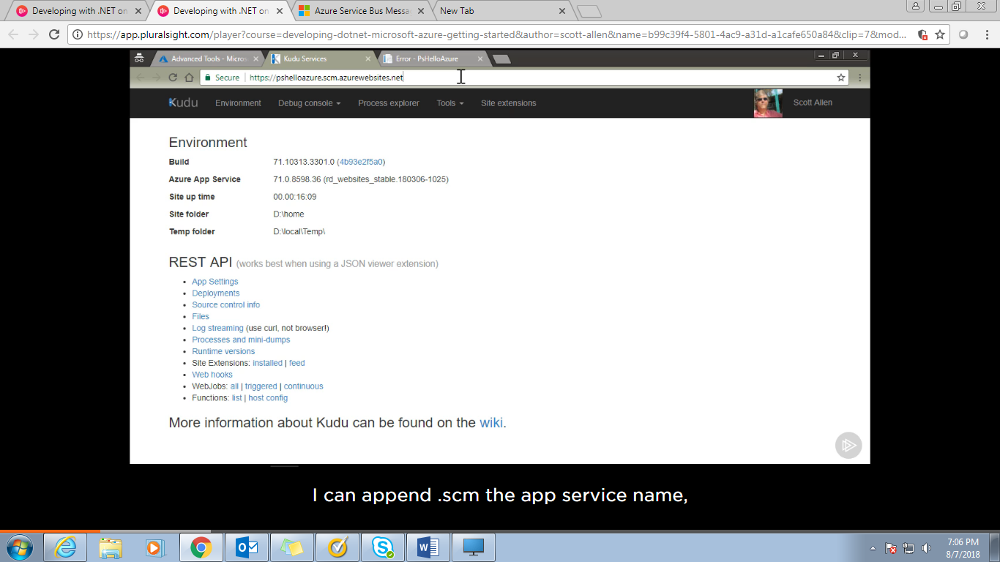 Developing with .NET on
Developing with .NET on
Azure Service Bus Messa
New Tab
https://app.pluralsight.com/player?course=developing-dotnet-microsoft-azure-getting-started&author=scott-allen&name=b99c39f4-5801-4ac9-a31d-a1cafe650a84&clip=7&mod...
Advanced Tools - Micros
Kudu Services
Error - PsHelloAzure
Secure https://pshelloazure.scm.azurewebsites.net
Kudu Environment Debug console Process explorer Tools Site extensions Scott Allen
Environment
Build 71.10313.3301.0 (4b93e2f5a0)
Azure App Service 71.0.8598.36 (rd_websites_stable.180306-1025)
Site up time 00.00:16:09
Site folder D:\home
Temp folder D:\local\Temp\
REST API (works best when using a JSON viewer extension)
App Settings
Deployments
Source control info
Files
Log streaming (use curl, not browser!)
Processes and mini-dumps
Runtime versions
Site Extensions: installed | feed
Web hooks
WebJobs: all | triggered | continuous
Functions: list | host config
More information about Kudu can be found on the wiki.
I can append .scm the app service name,
7:06 PM
8/7/2018